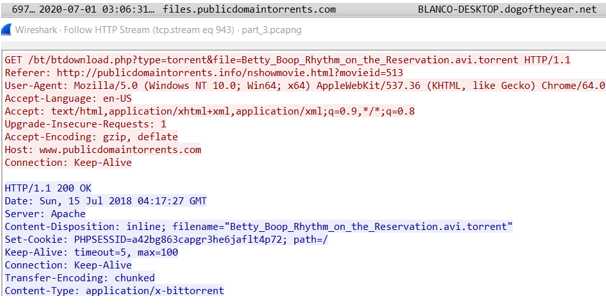 697... 2020-07-01 03:06:31... files.publicdomaintorrents.com BLANCO-DESKTOP.dogoftheyear.net
Wireshark · Follow HTTP Stream (tcp.stream eq 943) · part_3.pcapng
GET /bt/btdownload.php?type=torrent&file=Betty_Boop_Rhythm_on_the_Reservation.avi.torrent HTTP/1.1
Referer: http://publicdomaintorrents.info/nshowmovie.html?movieid=513
User-Agent: Mozilla/5.0 (Windows NT 10.0; Win64; x64) AppleWebKit/537.36 (KHTML, like Gecko) Chrome/64.0
Accept-Language: en-US
Accept: text/html,application/xhtml+xml,application/xml;q=0.9,*/*;q=0.8
Upgrade-Insecure-Requests: 1
Accept-Encoding: gzip, deflate
Host: www.publicdomaintorrents.com
Connection: Keep-Alive
HTTP/1.1 200 OK
Date: Sun, 15 Jul 2018 04:17:27 GMT
Server: Apache
Content-Disposition: inline; filename="Betty_Boop_Rhythm_on_the_Reservation.avi.torrent"
Set-Cookie: PHPSESSID=a42bg863capgr3he6jaflt4p72; path=/
Keep-Alive: timeout=5, max=100
Connection: Keep-Alive
Transfer-Encoding: chunked
Content-Type: application/x-bittorrent